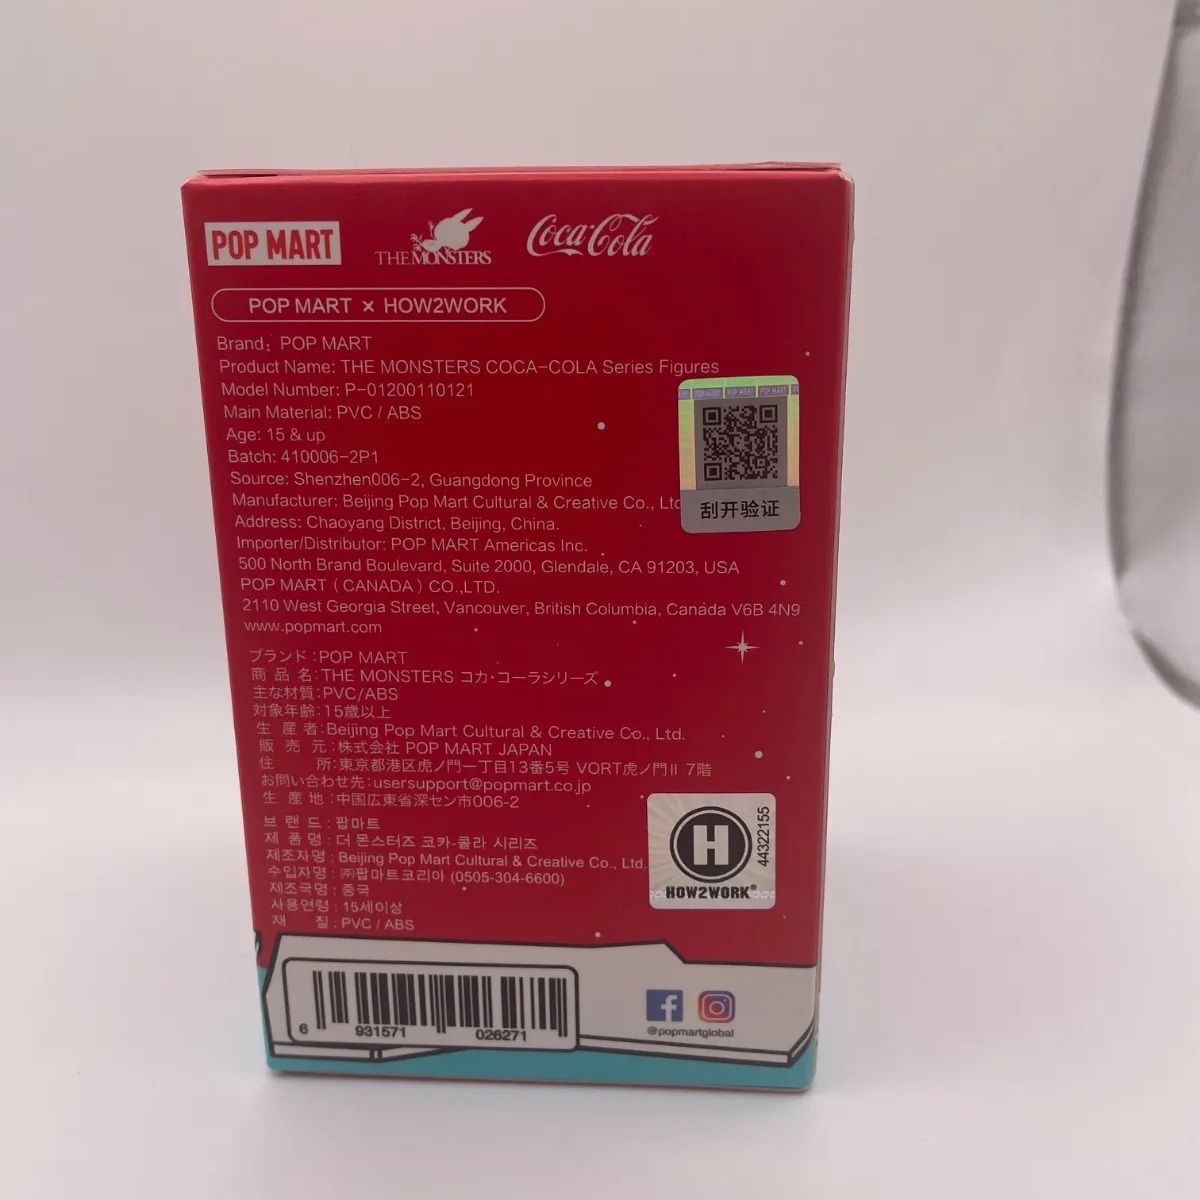 POP MART
THE MONSTERS
Coca-Cola
POP MART × HOW2WORK
Brand: POP MART
Product Name: THE MONSTERS COCA-COLA Series Figures
Model Number: P-01200110121
Main Material: PVC / ABS
Age: 15 & up
Batch: 410006-2P1
Source: Shenzhen006-2, Guangdong Province
Manufacturer: Beijing Pop Mart Cultural & Creative Co., Ltd
Address: Chaoyang District, Beijing, China.
Importer/Distributor: POP MART Americas Inc.
500 North Brand Boulevard, Suite 2000, Glendale, CA 91203, USA
POP MART (CANADA) CO.,LTD.
2110 West Georgia Street, Vancouver, British Columbia, Canada V6B 4N9
www.popmart.com
POP MART POP MART
刮开验证
ブランド:POP MART
商品名:THE MONSTERS コカ・コーラシリーズ
主な材質:PVC/ABS
対象年齢:15歳以上
生産者:Beijing Pop Mart Cultural & Creative Co., Ltd.
販売元:株式会社 POP MART JAPAN
住所:東京都港区虎ノ門一丁目13番5号 VORT虎ノ門II 7階
お問い合わせ先:usersupport@popmart.co.jp
生産地:中国広東省深セン市006-2
브랜드:팝마트
제품명:더 몬스터즈 코카-콜라 시리즈
제조자명:Beijing Pop Mart Cultural & Creative Co., Ltd.
수입자명:㈜팝마트코리아 (0505-304-6600)
제조국명:중국
사용연령:15세이상
재질:PVC / ABS
H
HOW2WORK®
44322155
6 931571 026271
@popmartglobal